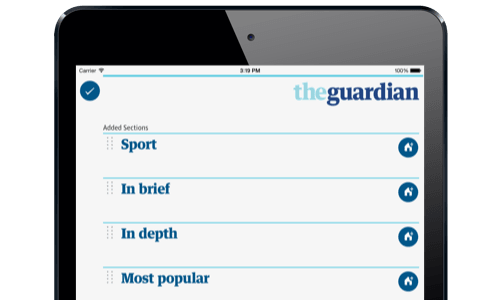 Carrier 3:19 PM 100%
theguardian
Added Sections
Sport
In brief
In depth
Most popular